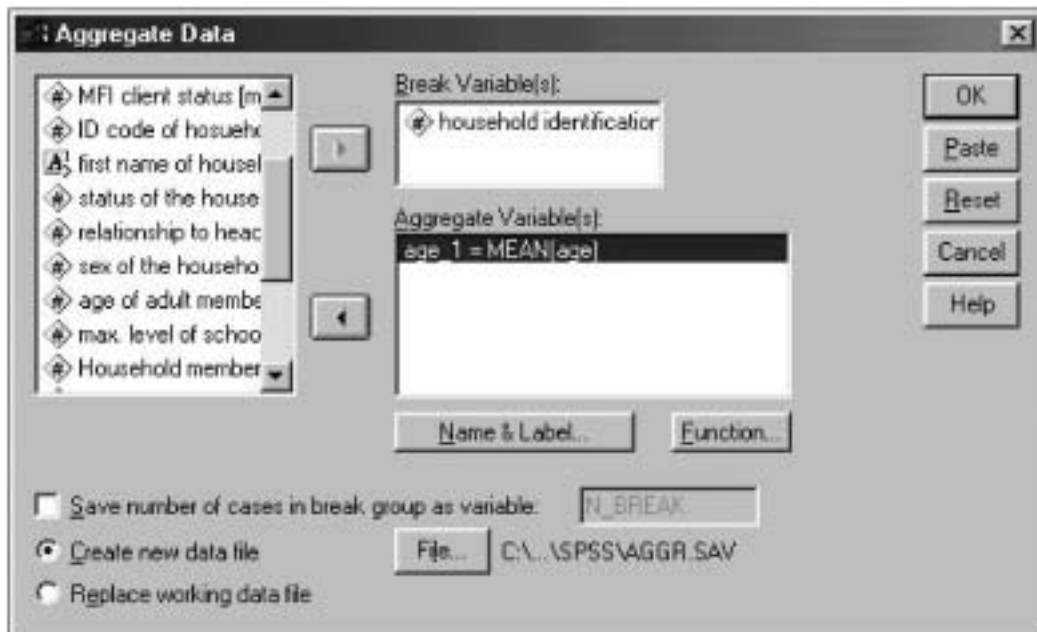 Aggregate Data
MFI client status [m
ID code of hosueho
first name of housel
status of the house
relationship to head
sex of the househo
age of adult membe
max. level of schoo
Household member
Break Variable(s):
household identification
Aggregate Variable(s):
age_1 = MEAN(age)
Name & Label...
Function...
OK
Paste
Reset
Cancel
Help
Save number of cases in break group as variable:
N_BREAK
Create new data file
File...
C:\...\SPSS\AGGR.SAV
Replace working data file